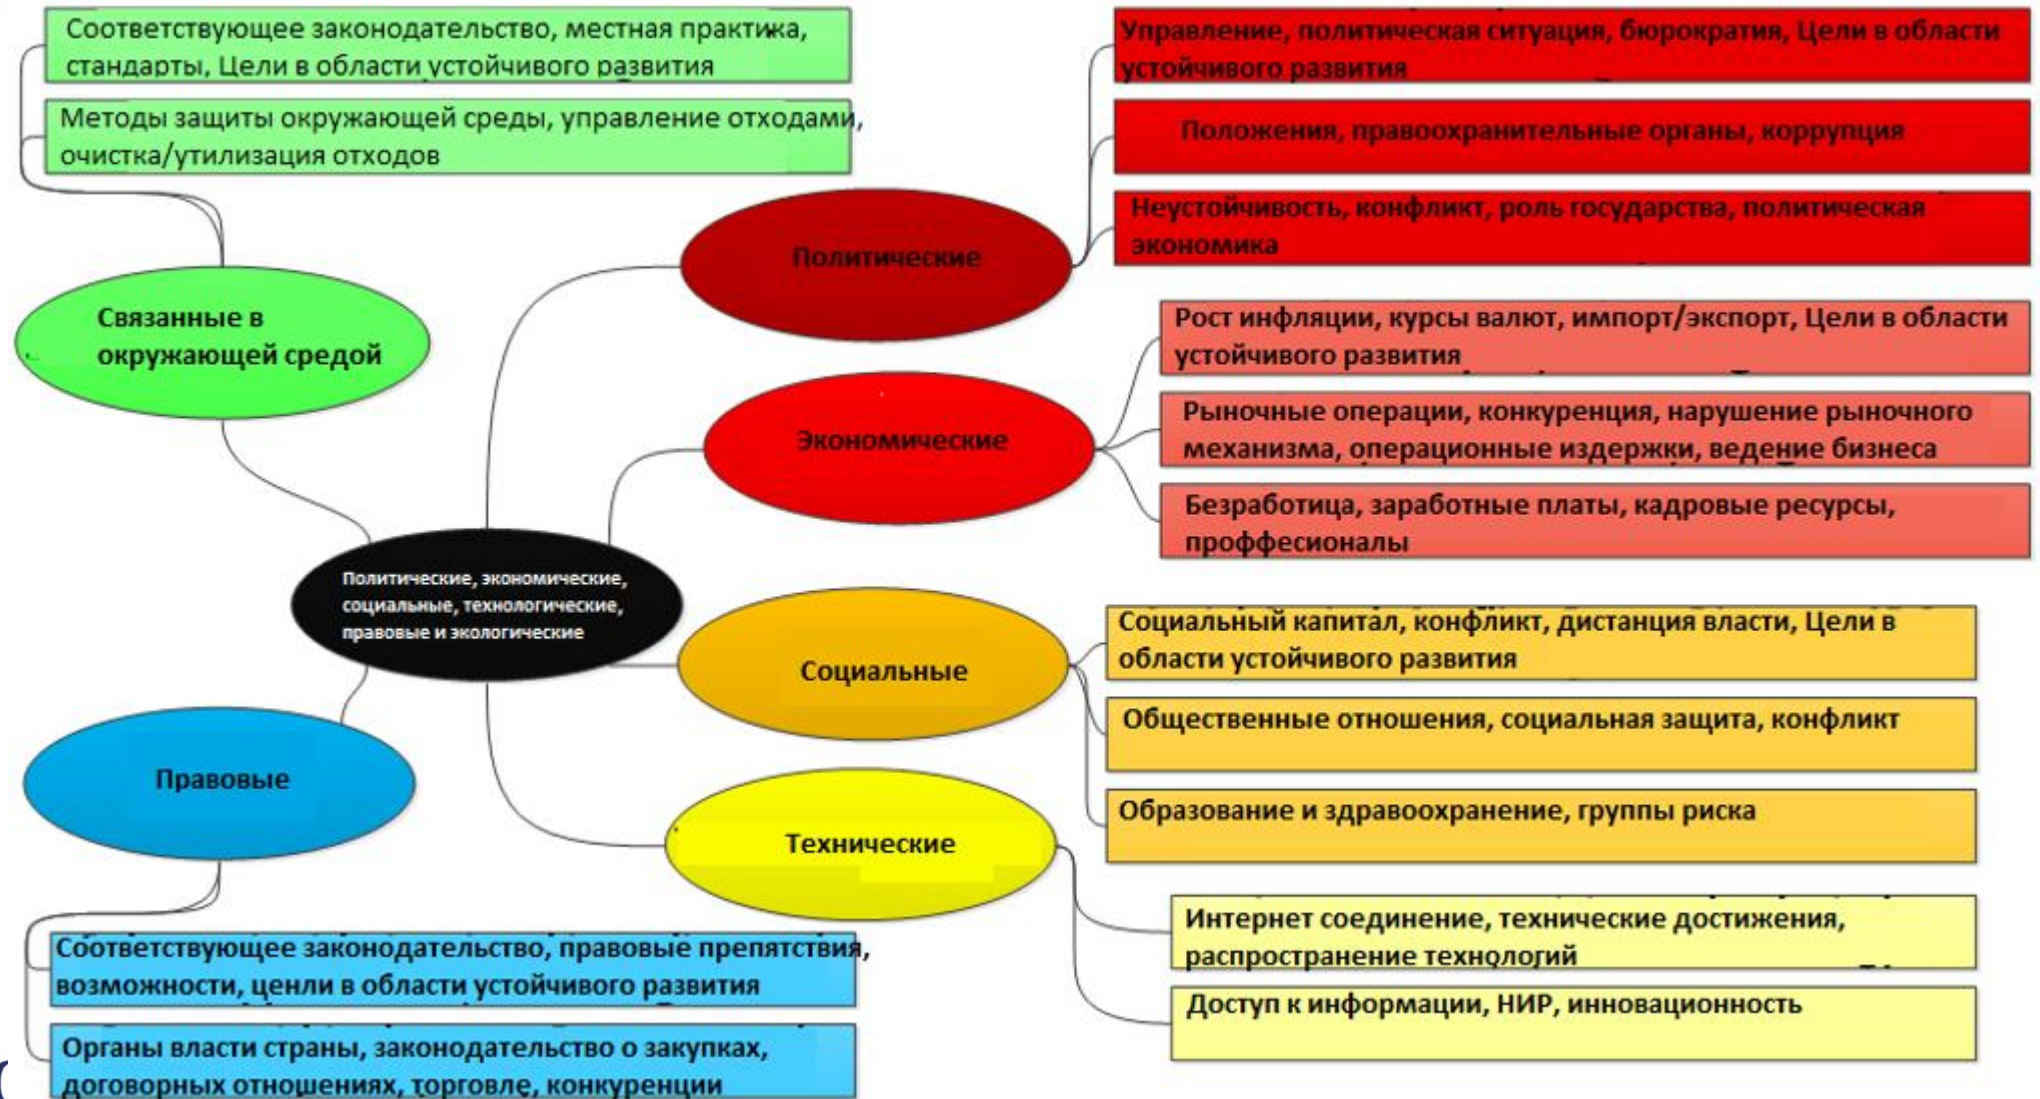 Соответствующее законодательство, местная практика,
стандарты, Цели в области устойчивого развития
Методы защиты окружающей среды, управление отходами,
очистка/утилизация отходов
Связанные в
окружающей средой
Политические, экономические,
социальные, технологические,
правовые и экологические
Правовые
Соответствующее законодательство, правовые препятствия,
возможности, ценли в области устойчивого развития
Органы власти страны, законодательство о закупках,
договорных отношениях, торговле, конкуренции
Политические
Управление, политическая ситуация, бюрократия, Цели в области
устойчивого развития
Положения, правоохранительные органы, коррупция
Неустойчивость, конфликт, роль государства, политическая
экономика
Экономические
Рост инфляции, курсы валют, импорт/экспорт, Цели в области
устойчивого развития
Рыночные операции, конкуренция, нарушение рыночного
механизма, операционные издержки, ведение бизнеса
Безработица, заработные платы, кадровые ресурсы,
проффесионалы
Социальные
Социальный капитал, конфликт, дистанция власти, Цели в
области устойчивого развития
Общественные отношения, социальная защита, конфликт
Образование и здравоохранение, группы риска
Технические
Интернет соединение, технические достижения,
распространение технологий
Доступ к информации, НИР, инновационность